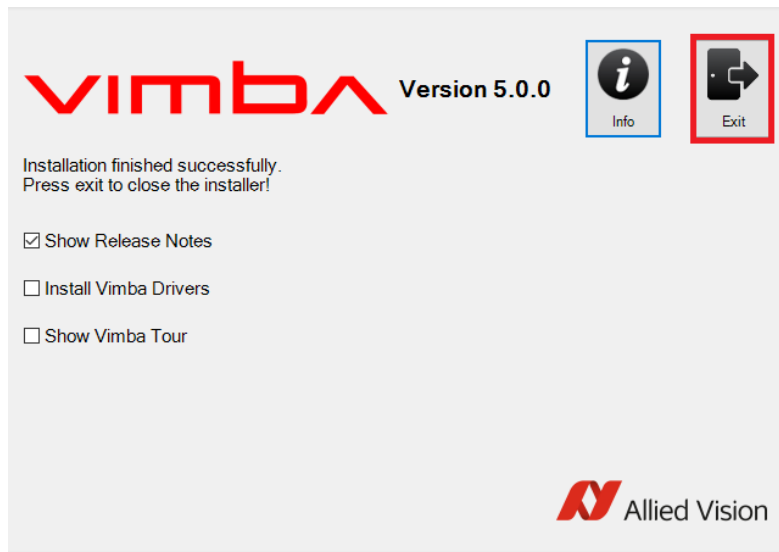 vimba Version 5.0.0
Info
Exit
Installation finished successfully.
Press exit to close the installer!
Show Release Notes
Install Vimba Drivers
Show Vimba Tour
Allied Vision